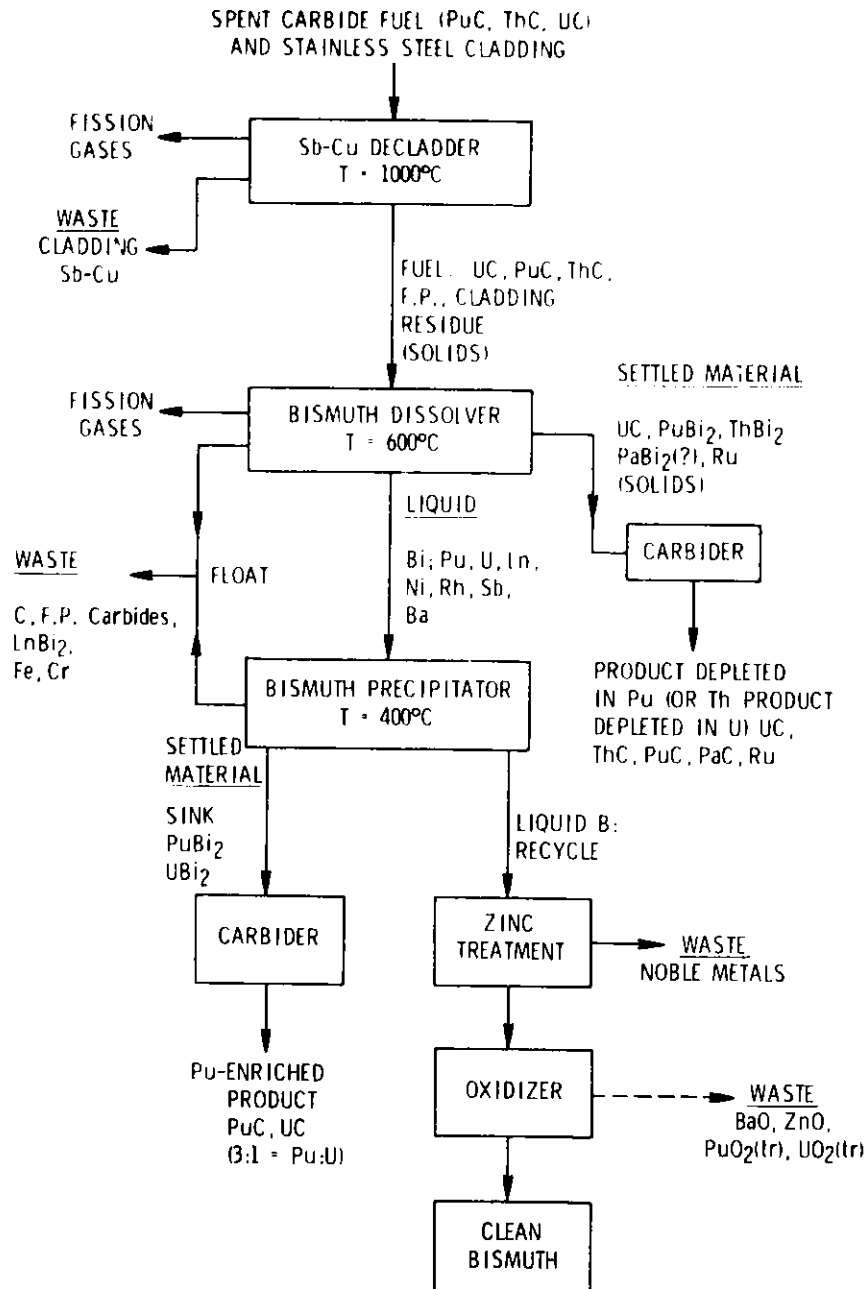 SPENT CARBIDE FUEL (PuC, ThC, UC)
AND STAINLESS STEEL CLADDING
FISSION
GASES
Sb-Cu DECLADDER
T = 1000°C
WASTE
CLADDING
Sb-Cu
FUEL: UC, PuC, ThC,
F.P., CLADDING
RESIDUE
(SOLIDS)
SETTLED MATERIAL
FISSION
GASES
BISMUTH DISSOLVER
T = 600°C
UC, PuBi2, ThBi2
PaBi2(?), Ru
(SOLIDS)
LIQUID
CARBIDER
WASTE
FLOAT
Bi; Pu, U, Ln,
Ni, Rh, Sb,
Ba
C, F.P. Carbides,
LnBi2,
Fe, Cr
BISMUTH PRECIPITATOR
T = 400°C
PRODUCT DEPLETED
IN Pu (OR Th PRODUCT
DEPLETED IN U) UC,
ThC, PuC, PaC, Ru
SETTLED
MATERIAL
SINK
PuBi2
UBi2
LIQUID B:
RECYCLE
CARBIDER
ZINC
TREATMENT
WASTE
NOBLE METALS
Pu-ENRICHED
PRODUCT
PuC, UC
(3:1 = Pu:U)
OXIDIZER
WASTE
BaO, ZnO,
PuO2(tr), UO2(tr)
CLEAN
BISMUTH